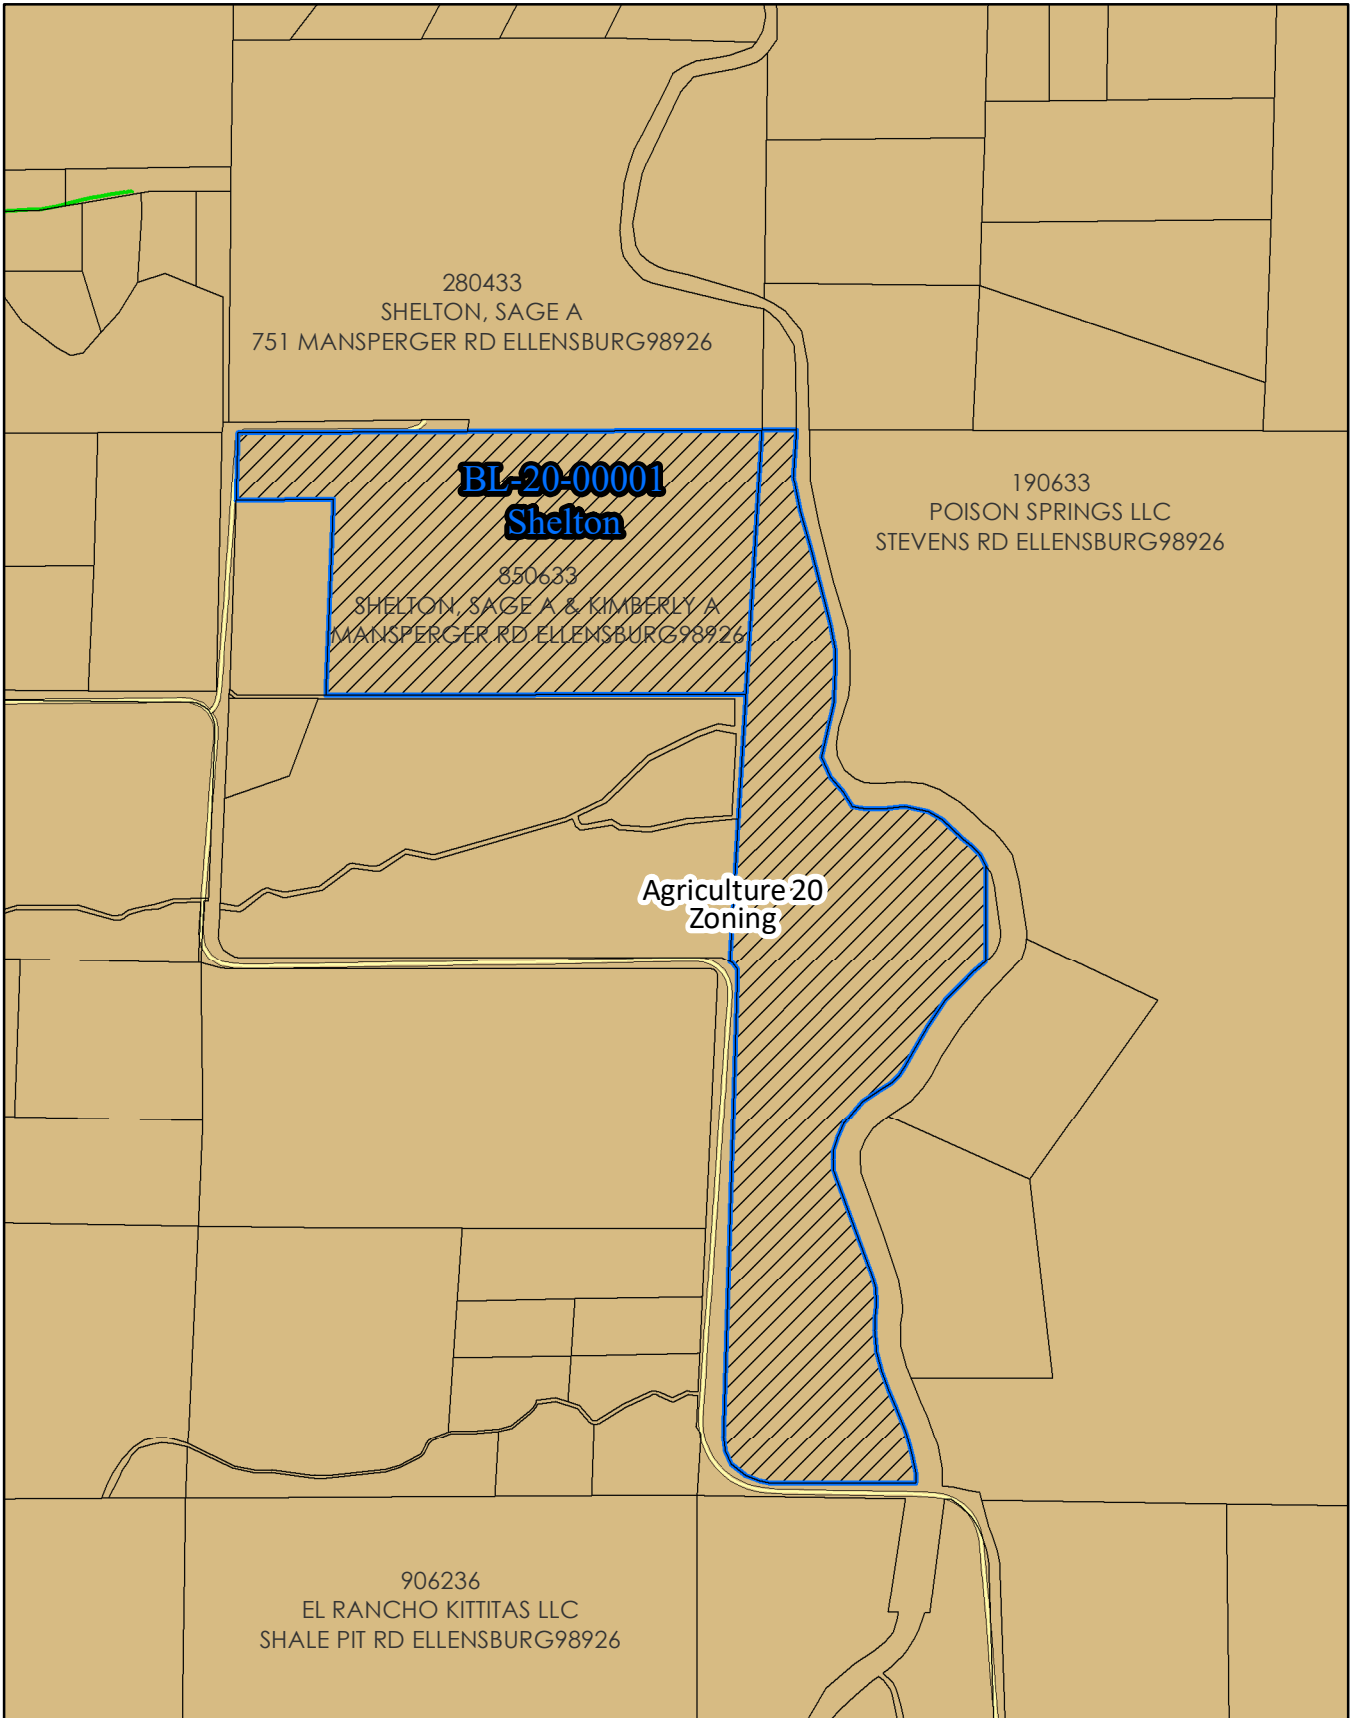 280433
SHELTON, SAGE A
751 MANSPERGER RD ELLENSBURG98926
BL-20-00001
Shelton
190633
POISON SPRINGS LLC
STEVENS RD ELLENSBURG98926
850633
SHELTON, SAGE A & KIMBERLY A
MANSPERGER RD ELLENSBURG98926
Agriculture 20
Zoning
906236
EL RANCHO KITTITAS LLC
SHALE PIT RD ELLENSBURG98926